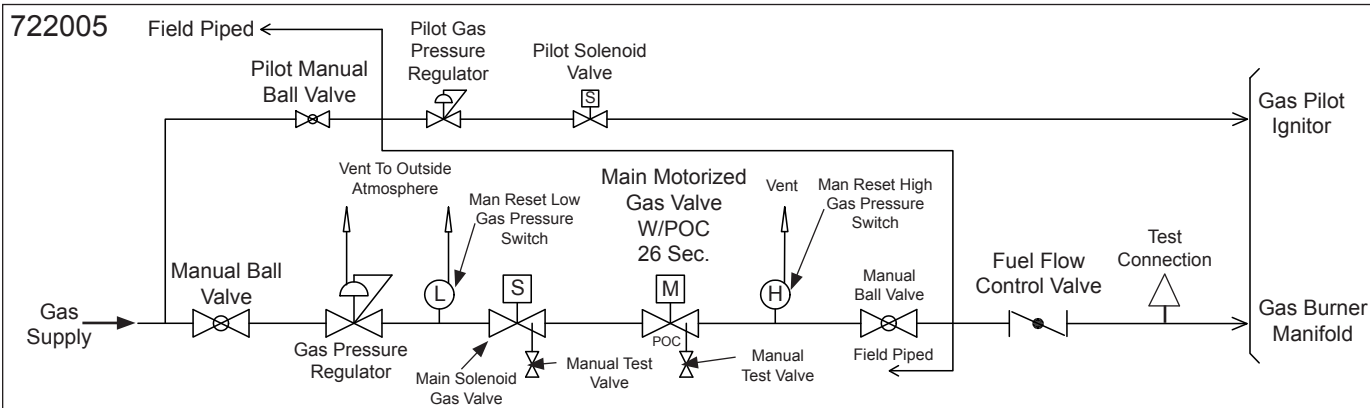 722005
Field Piped
Pilot Manual
Ball Valve
Pilot Gas
Pressure
Regulator
Pilot Solenoid
Valve
S
Gas Pilot
Ignitor
Vent To Outside
Atmosphere
Man Reset Low
Gas Pressure
Switch
Main Motorized
Gas Valve
W/POC
26 Sec.
Vent
Man Reset High
Gas Pressure
Switch
Manual Ball
Valve
L
S
M
H
Manual
Ball Valve
Fuel Flow
Control Valve
Test
Connection
Gas
Supply
Gas Pressure
Regulator
Main Solenoid
Gas Valve
Manual Test
Valve
POC
Manual
Test Valve
Field Piped
Gas Burner
Manifold